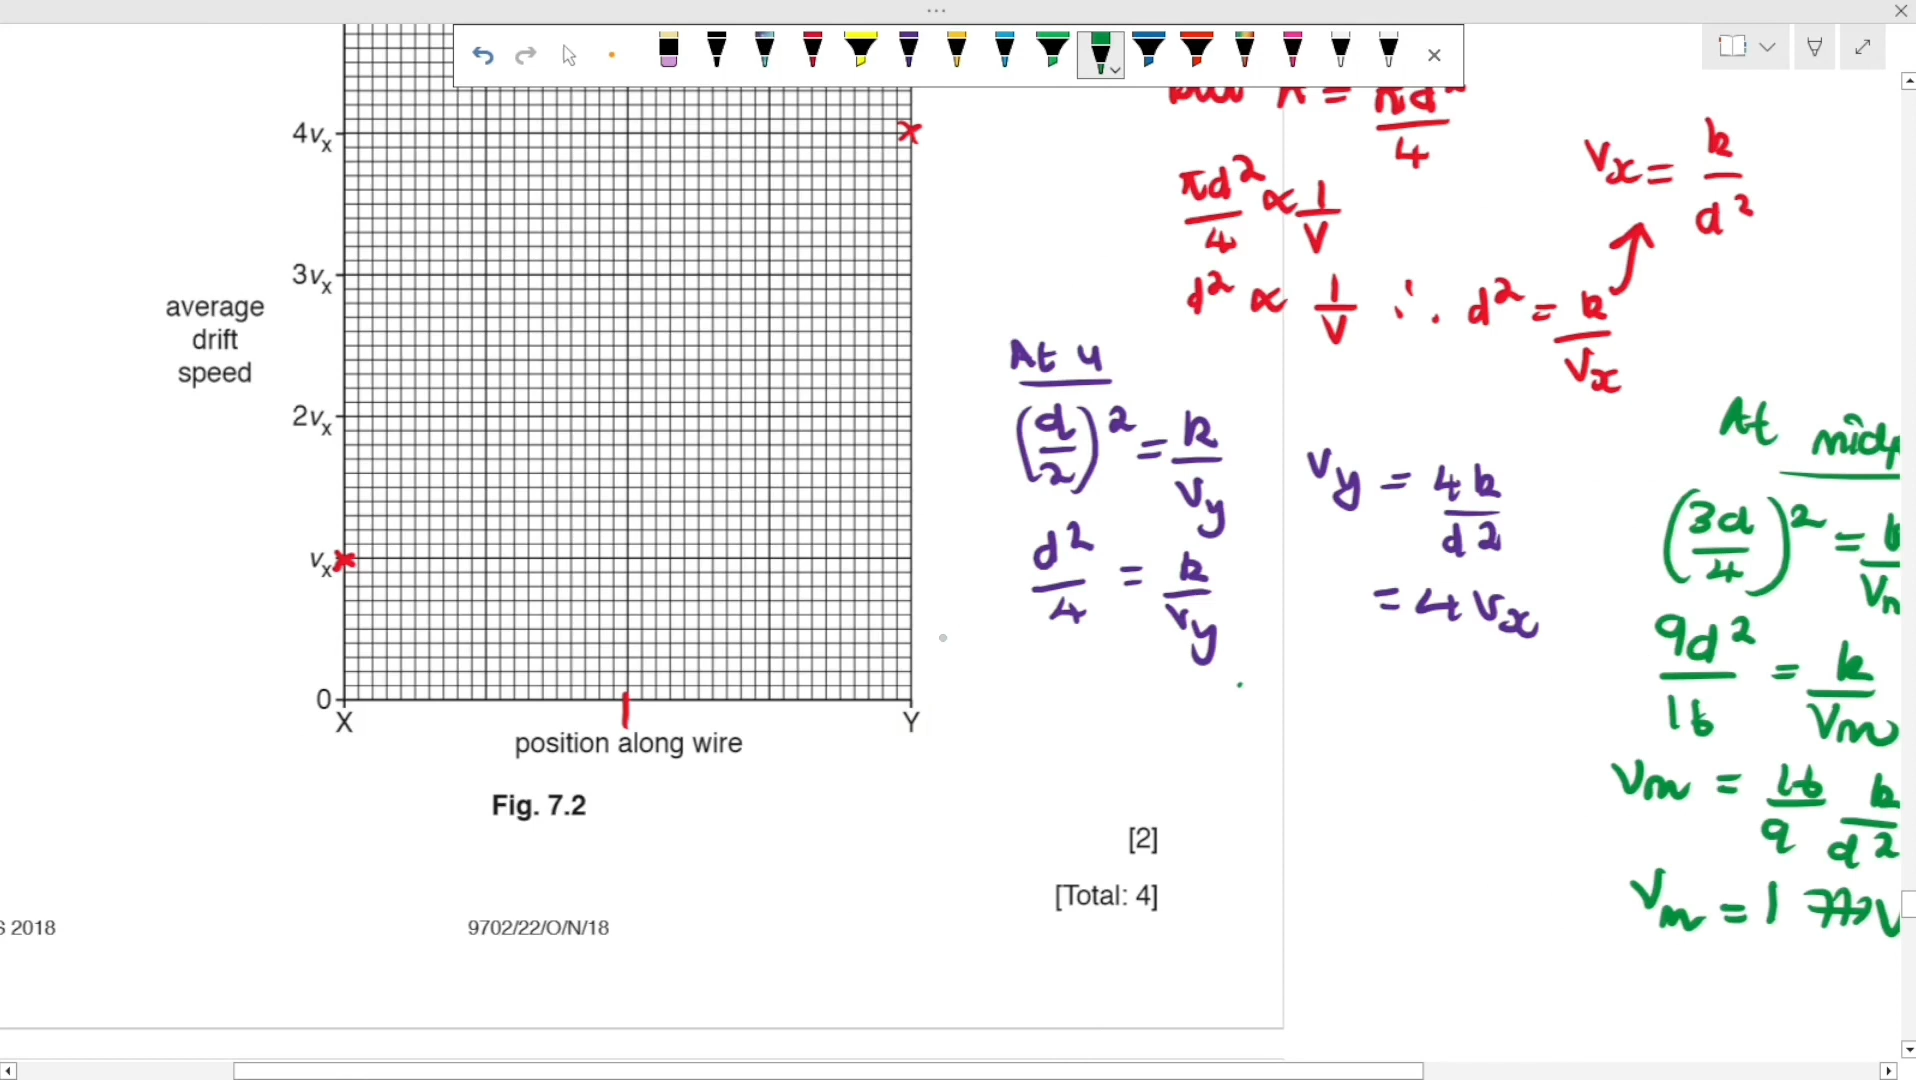 4vx
3vx
average
drift
speed
2vx
vx
0
X
Y
position along wire
Fig. 7.2
[2]
[Total: 4]
S 2018
9702/22/O/N/18
A = πd²/4
πd²/4 ∝ 1/V
d² ∝ 1/V ∴ d² = k/Vx
Vx = k/d²
At y
(d/2)² = k/Vy
d²/4 = k/Vy
Vy = 4k/d²
= 4Vx
At midp
(3d/4)² = k/Vm
9d²/16 = k/Vm
Vm = 16/9 k/d²
Vm = 1